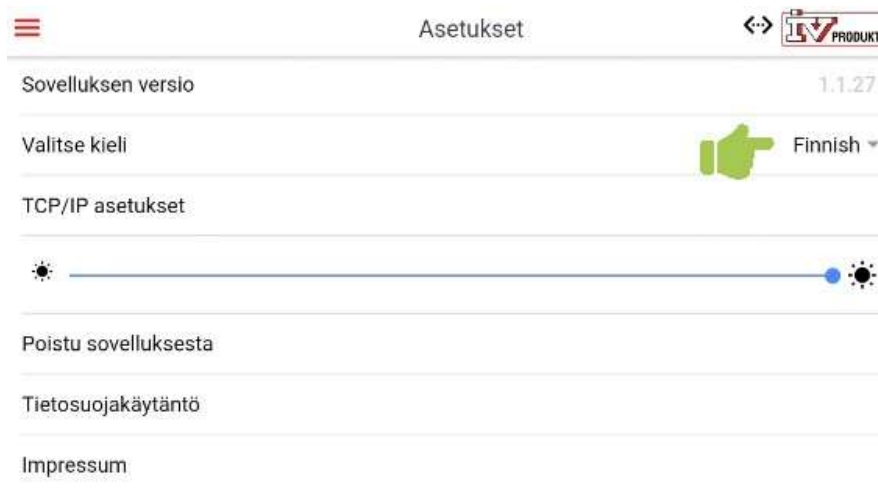 Asetukset
iv PRODUKT
Sovelluksen versio 1.1.27
Valitse kieli Finnish
TCP/IP asetukset
Poistu sovelluksesta
Tietosuojakäytäntö
Impressum